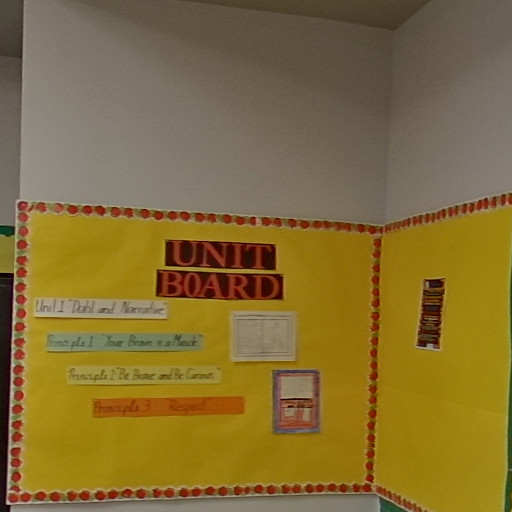 UNIT
BOARD
Unit 1 "Dahl and Narrative"
Principle 1 "Your Brain is a Muscle"
Principle 2 "Be Brave and Be Curious"
Principle 3 "Respect"